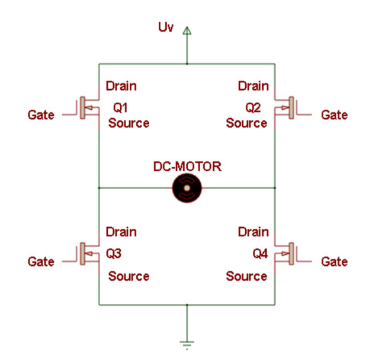 Uv
Drain Drain
Gate Q1 Q2 Gate
Source Source
DC-MOTOR
Drain Drain
Gate Q3 Q4 Gate
Source Source